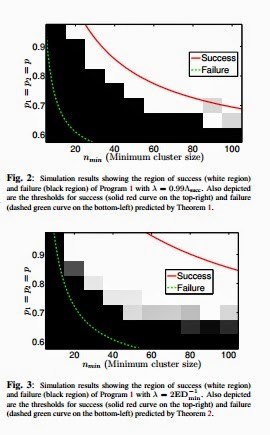 0.9
0.8
0.7
0.6
p₁ = p₂ = p
Success
Failure
20 40 60 80 100
nmin (Minimum cluster size)
Fig. 2: Simulation results showing the region of success (white region)
and failure (black region) of Program 1 with λ = 0.99Λsucc. Also depicted
are the thresholds for success (solid red curve on the top-right) and failure
(dashed green curve on the bottom-left) predicted by Theorem 1.
0.9
0.8
0.7
0.6
p₁ = p₂ = p
Success
Failure
20 40 60 80 100
nmin (Minimum cluster size)
Fig. 3: Simulation results showing the region of success (white region)
and failure (black region) of Program 1 with λ = 2ED⁻¹min. Also depicted
are the thresholds for success (solid red curve on the top-right) and failure
(dashed green curve on the bottom-left) predicted by Theorem 2.